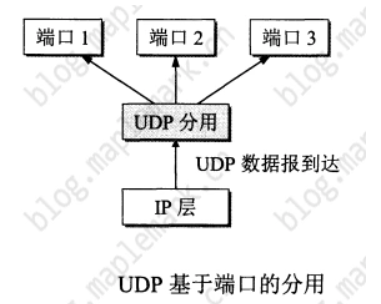 端口 1
端口 2
端口 3
UDP 分用
UDP 数据报到达
IP 层
UDP 基于端口的分用
blog.maplemark.cn